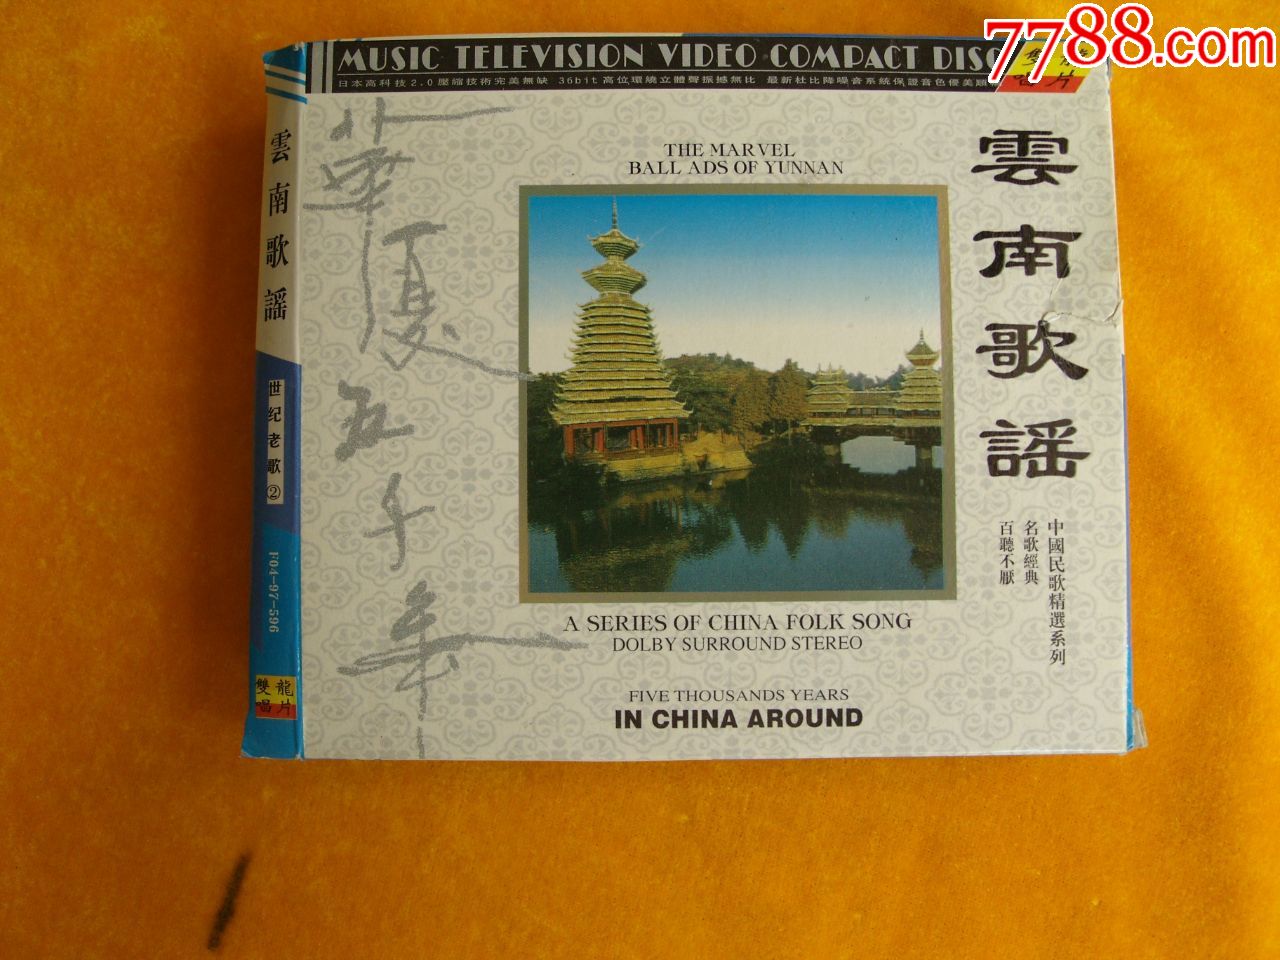 7788.com
MUSIC TELEVISION VIDEO COMPACT DISC
日本高科技2.0壓縮技術完美無缺 36bit高位環繞立體聲振撼無比 最新杜比降噪音系統保證音色優美
THE MARVEL
BALL ADS OF YUNNAN
雲南歌謠
中國民歌精選系列
名歌經典
百聽不厭
華夏五千年
A SERIES OF CHINA FOLK SONG
DOLBY SURROUND STEREO
FIVE THOUSANDS YEARS
IN CHINA AROUND
雲南歌謠
世纪老歌②
F04-97-596
雙龍
唱片